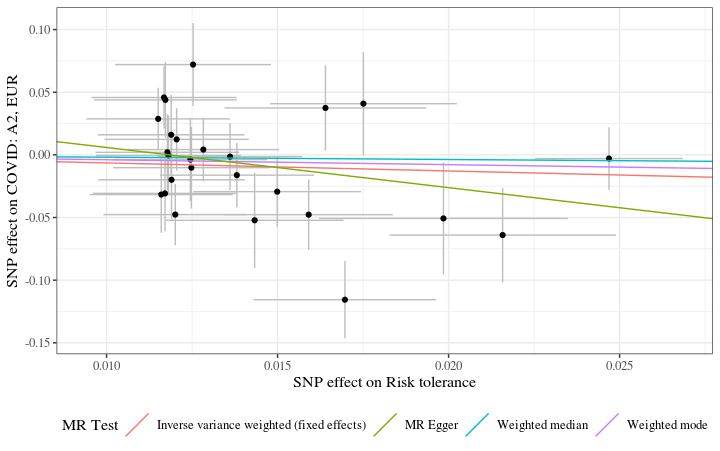 0.10
0.05
0.00
-0.05
-0.10
-0.15
SNP effect on COVID: A2, EUR
0.010 0.015 0.020 0.025
SNP effect on Risk tolerance
MR Test Inverse variance weighted (fixed effects) MR Egger Weighted median Weighted mode